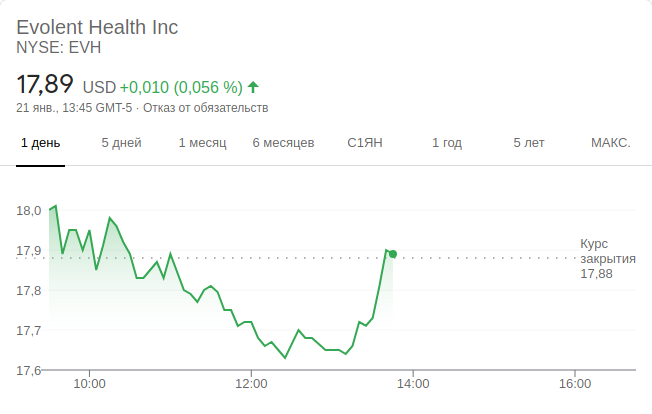 Evolent Health Inc
NYSE: EVH
17,89 USD +0,010 (0,056 %)
21 янв., 13:45 GMT-5 · Отказ от обязательств
1 день 5 дней 1 месяц 6 месяцев С1ЯН 1 год 5 лет МАКС.
18,0
17,9
17,8
17,7
17,6
Курс
закрытия
17,88
10:00 12:00 14:00 16:00